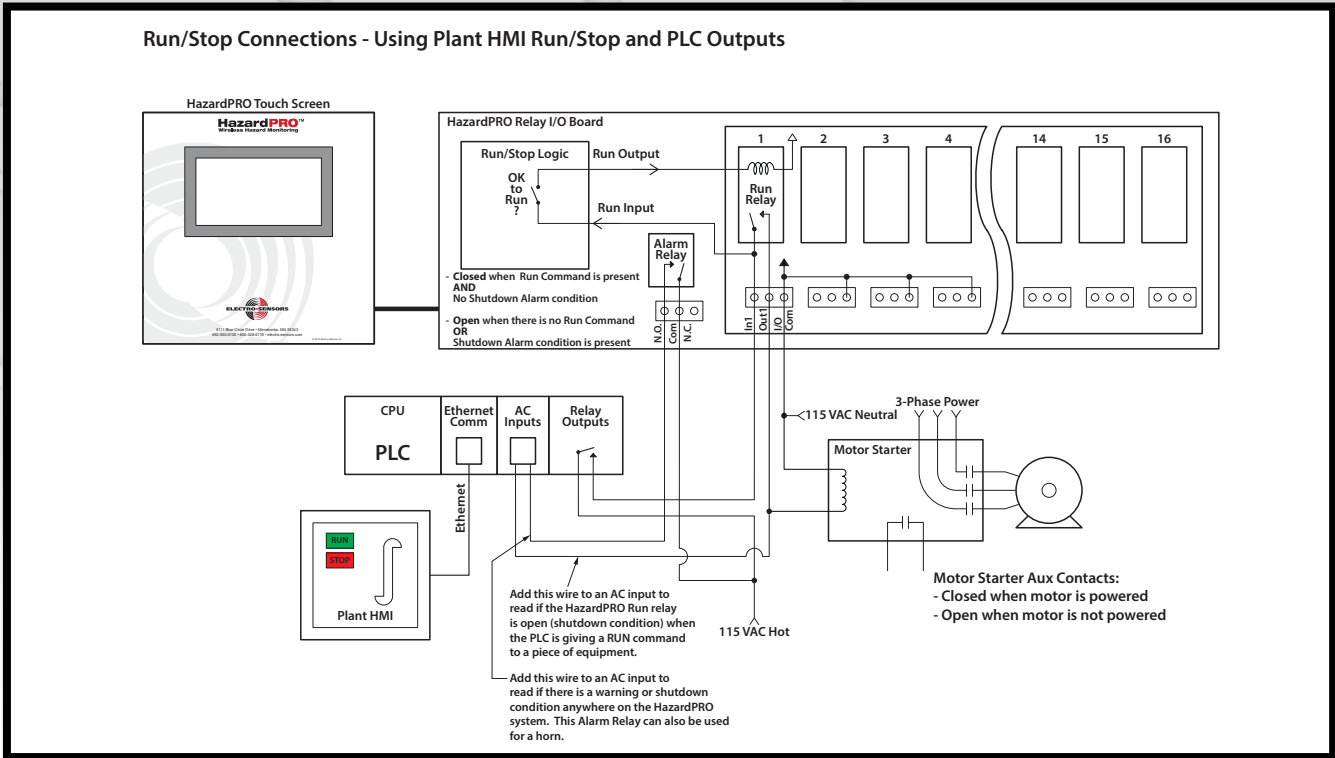 Run/Stop Connections - Using Plant HMI Run/Stop and PLC Outputs
HazardPRO Touch Screen
HazardPRO™
Wireless Hazard Monitoring
ELECTRO-SENSORS
HazardPRO Relay I/O Board
Run/Stop Logic
OK
to
Run
?
Run Output
Run Input
- Closed when Run Command is present
AND
No Shutdown Alarm condition
- Open when there is no Run Command
OR
Shutdown Alarm condition is present
Alarm
Relay
N.O.
Com
N.C.
1
2
3
4
14
15
16
Run
Relay
In1
Out1
I/O
Com
CPU
PLC
Ethernet
Comm
AC
Inputs
Relay
Outputs
Ethernet
RUN
STOP
Plant HMI
115 VAC Neutral
3-Phase Power
Motor Starter
Motor Starter Aux Contacts:
- Closed when motor is powered
- Open when motor is not powered
115 VAC Hot
Add this wire to an AC input to
read if the HazardPRO Run relay
is open (shutdown condition) when
the PLC is giving a RUN command
to a piece of equipment.
Add this wire to an AC input to
read if there is a warning or shutdown
condition anywhere on the HazardPRO
system. This Alarm Relay can also be used
for a horn.